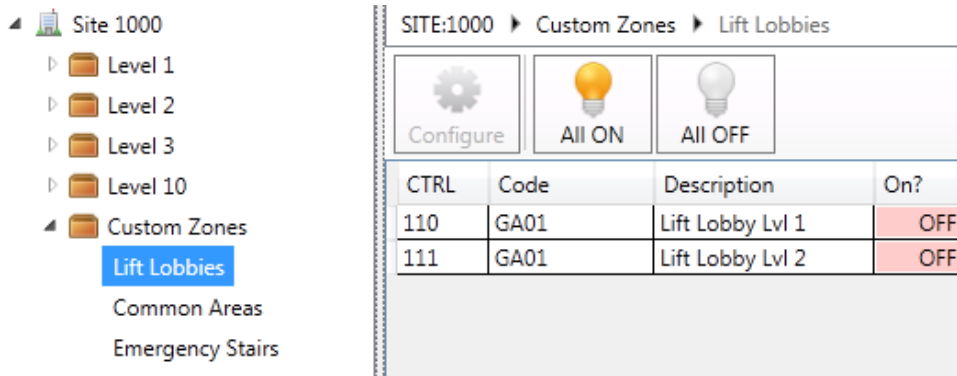 Site 1000
Level 1
Level 2
Level 3
Level 10
Custom Zones
Lift Lobbies
Common Areas
Emergency Stairs
SITE:1000 Custom Zones Lift Lobbies
Configure All ON All OFF
CTRL Code Description On?
110 GA01 Lift Lobby Lvl 1 OFF
111 GA01 Lift Lobby Lvl 2 OFF